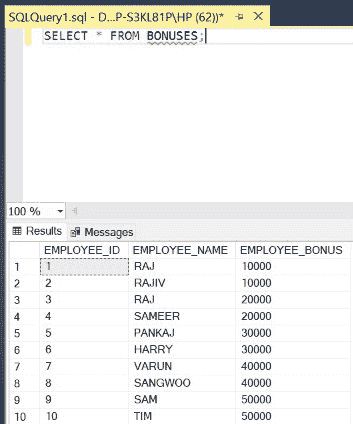 SQLQuery1.sql - D...P-S3KL81P\HP (62))*
SELECT * FROM BONUSES;
100 %
Results Messages
EMPLOYEE_ID EMPLOYEE_NAME EMPLOYEE_BONUS
1 1 RAJ 10000
2 2 RAJIV 10000
3 3 RAJ 20000
4 4 SAMEER 20000
5 5 PANKAJ 30000
6 6 HARRY 30000
7 7 VARUN 40000
8 8 SANGWOO 40000
9 9 SAM 50000
10 10 TIM 50000